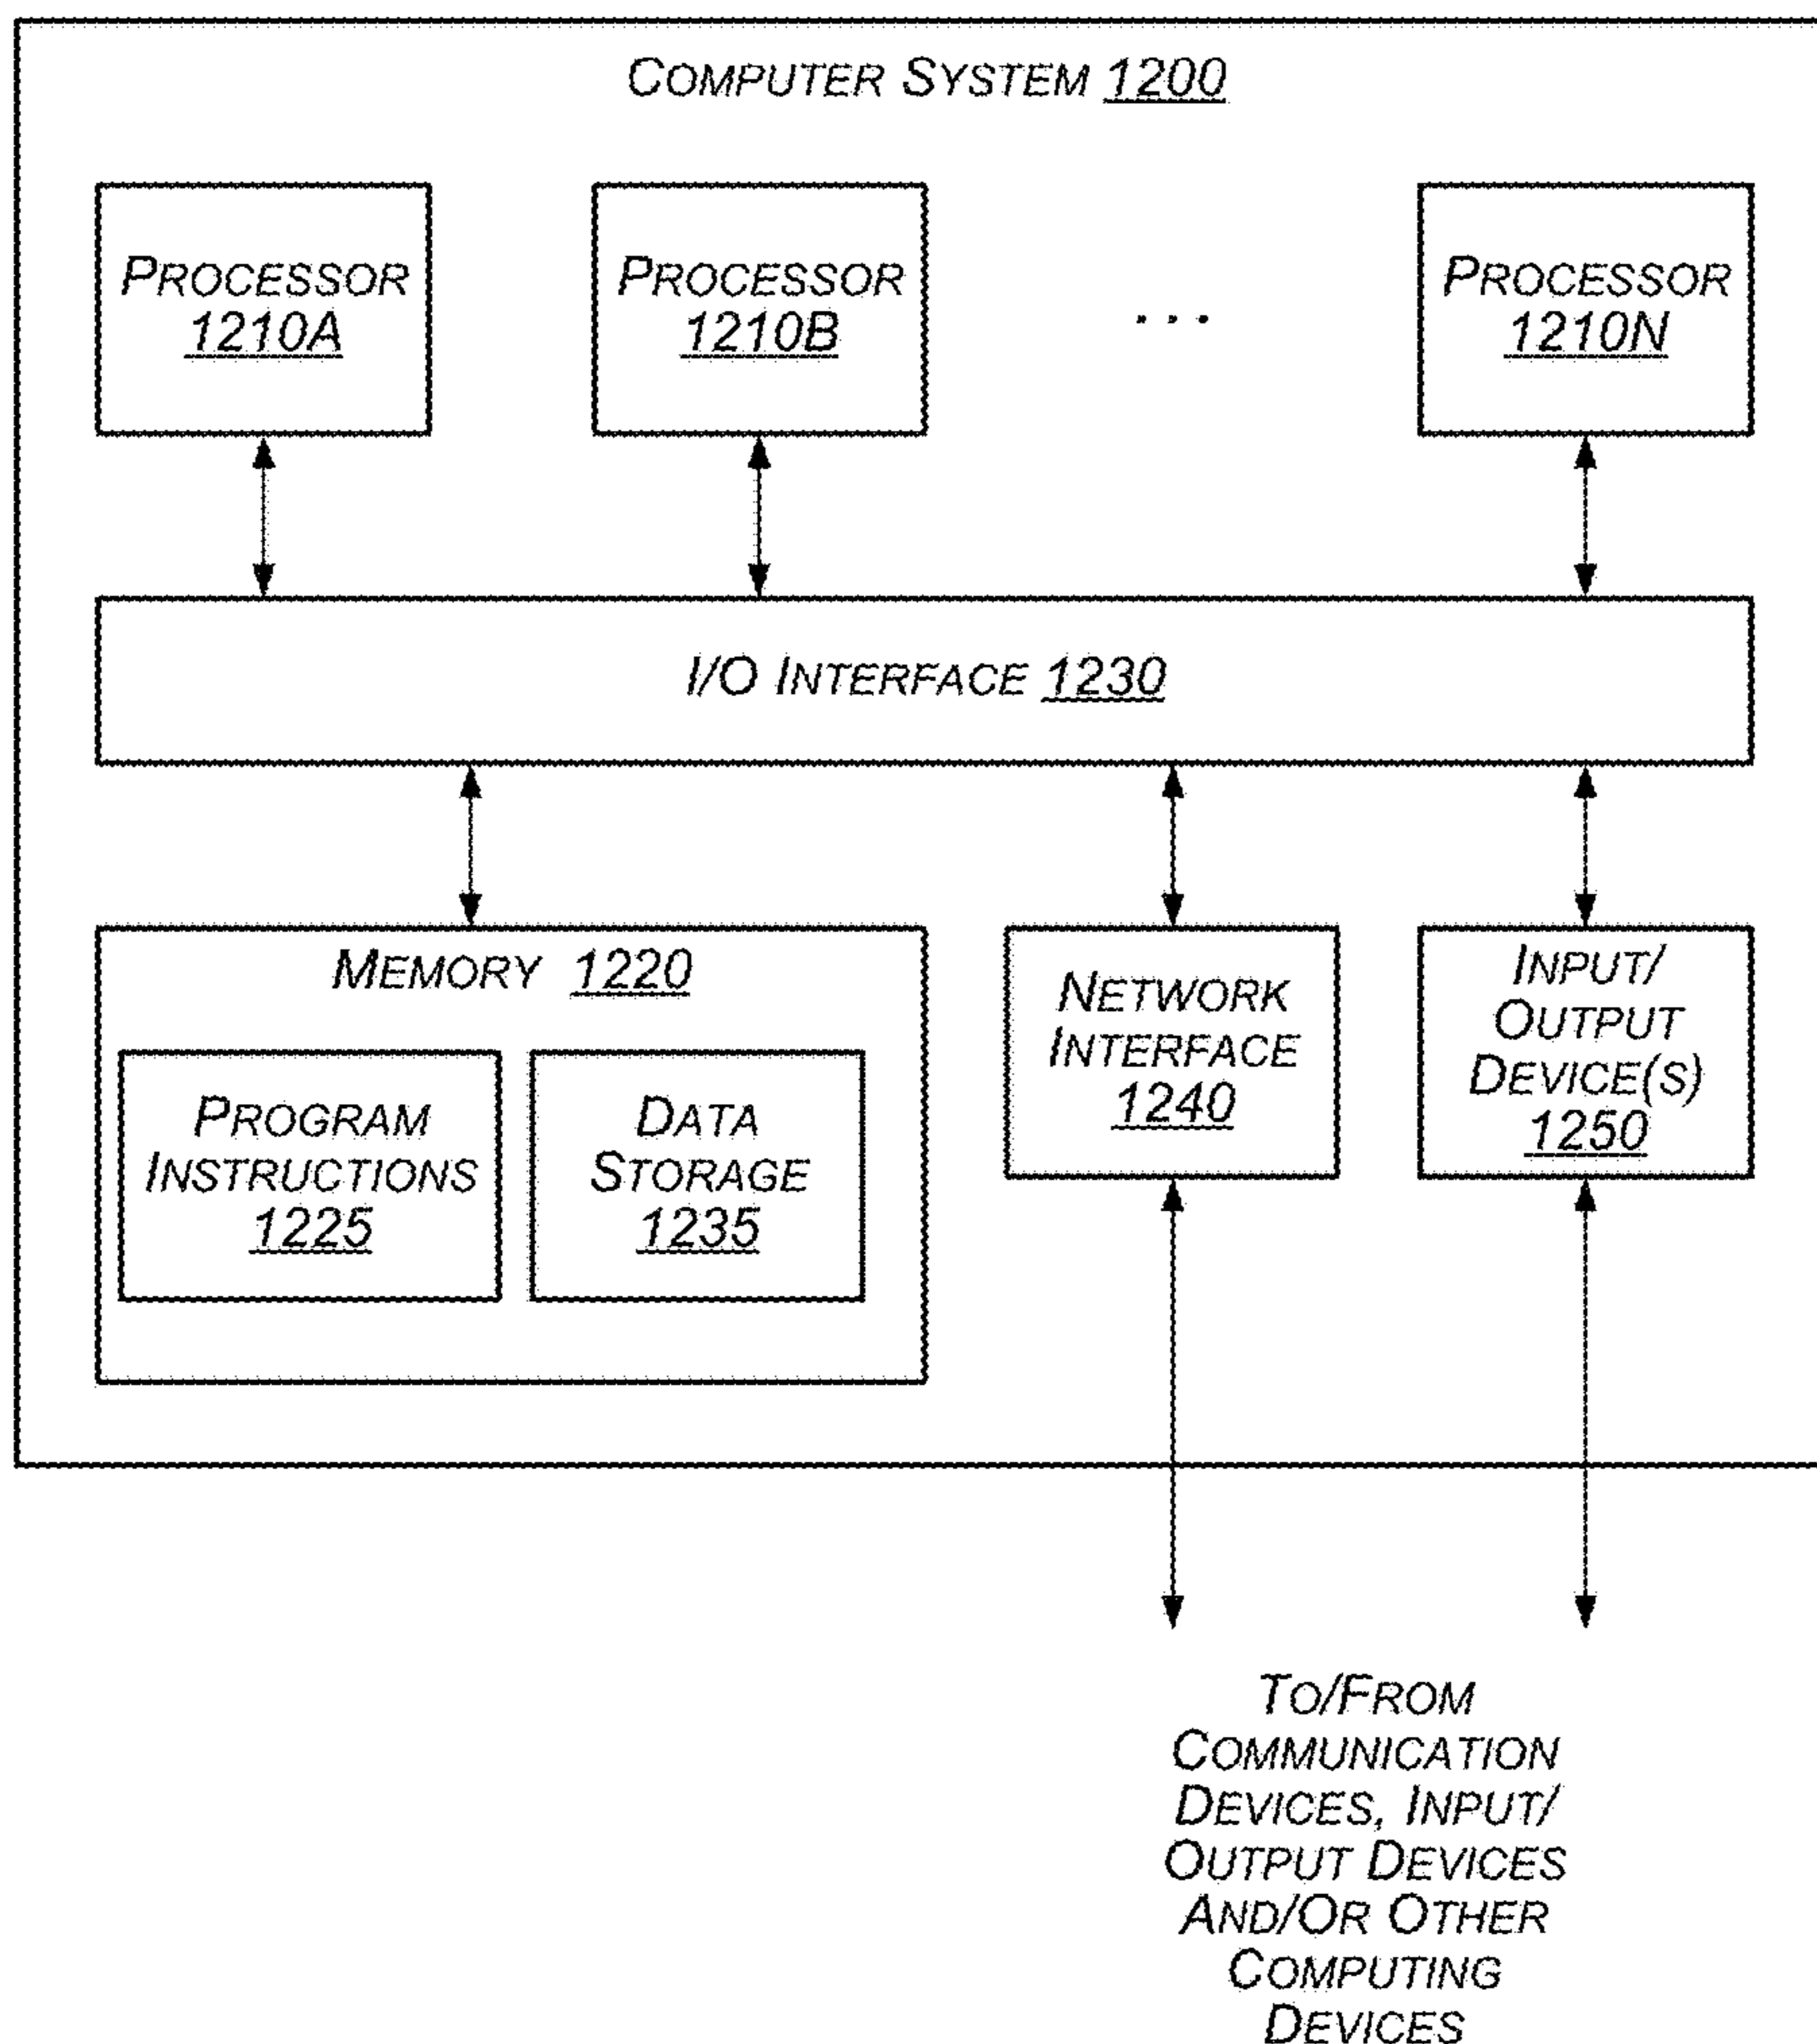 COMPUTER SYSTEM 1200
PROCESSOR
1210A
PROCESSOR
1210B
...
PROCESSOR
1210N
I/O INTERFACE 1230
MEMORY 1220
PROGRAM
INSTRUCTIONS
1225
DATA
STORAGE
1235
NETWORK
INTERFACE
1240
INPUT/
OUTPUT
DEVICE(S)
1250
TO/FROM
COMMUNICATION
DEVICES, INPUT/
OUTPUT DEVICES
AND/OR OTHER
COMPUTING
DEVICES